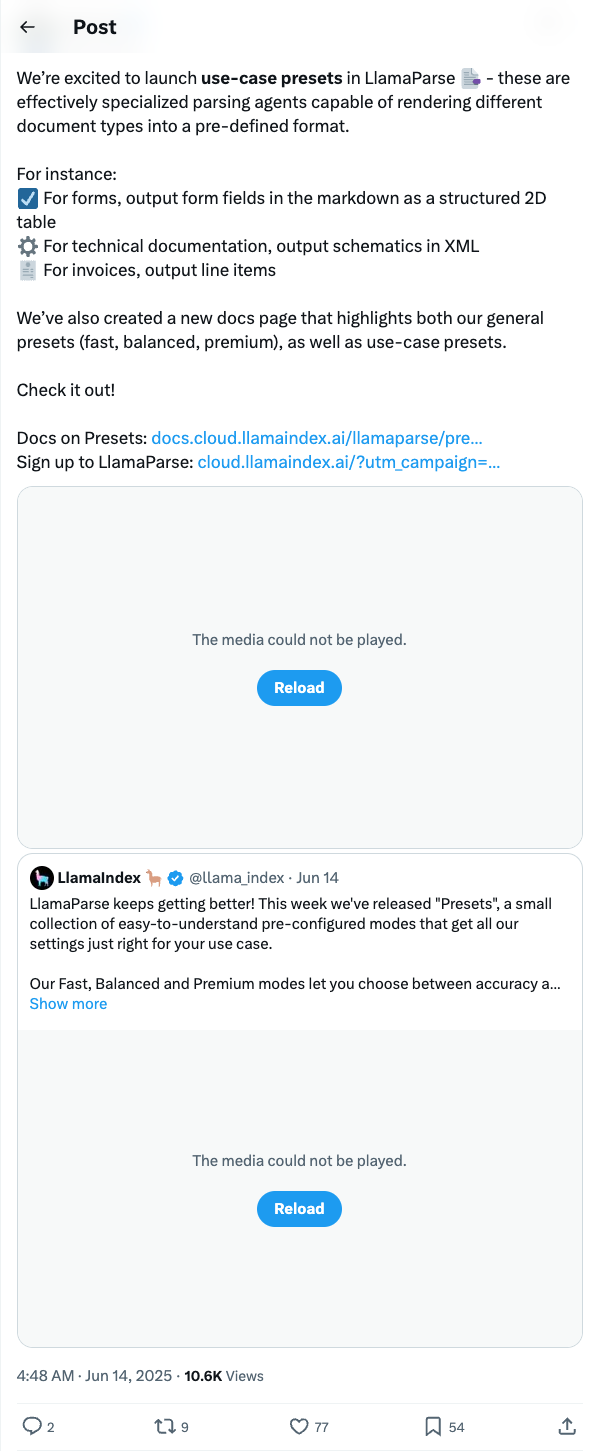 Post
We’re excited to launch use-case presets in LlamaParse - these are
effectively specialized parsing agents capable of rendering different
document types into a pre-defined format.
For instance:
For forms, output form fields in the markdown as a structured 2D
table
For technical documentation, output schematics in XML
For invoices, output line items
We’ve also created a new docs page that highlights both our general
presets (fast, balanced, premium), as well as use-case presets.
Check it out!
Docs on Presets: docs.cloud.llamaindex.ai/llamaparse/pre...
Sign up to LlamaParse: cloud.llamaindex.ai/?utm_campaign=...
The media could not be played.
Reload
LlamaIndex 🦙 @llama_index · Jun 14
LlamaParse keeps getting better! This week we've released "Presets", a small
collection of easy-to-understand pre-configured modes that get all our
settings just right for your use case.
Our Fast, Balanced and Premium modes let you choose between accuracy a...
Show more
The media could not be played.
Reload
4:48 AM · Jun 14, 2025 · 10.6K Views
2 9 77 54